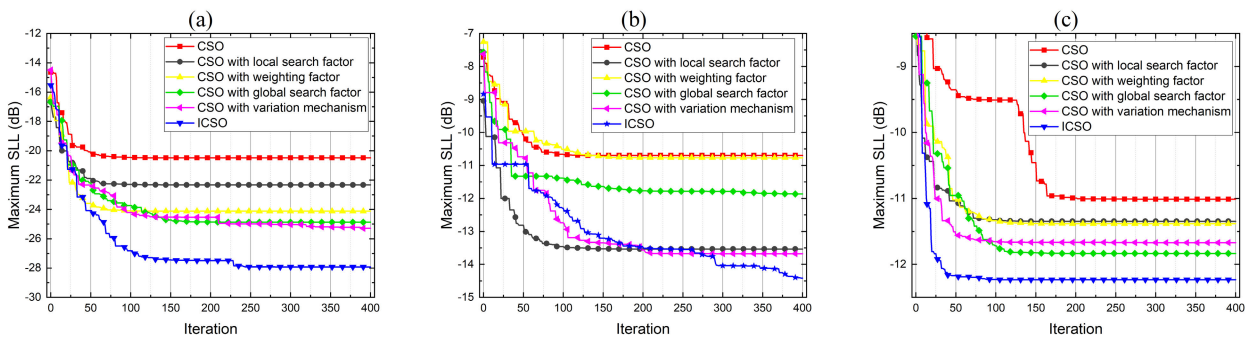 (a)
-12
-14
-16
-18
-20
-22
-24
-26
-28
-30
Maximum SLL (dB)
CSO
CSO with local search factor
CSO with weighting factor
CSO with global search factor
CSO with variation mechanism
ICSO
0 50 100 150 200 250 300 350 400
Iteration
(b)
-7
-8
-9
-10
-11
-12
-13
-14
-15
Maximum SLL (dB)
CSO
CSO with local search factor
CSO with weighting factor
CSO with global search factor
CSO with variation mechanism
ICSO
0 50 100 150 200 250 300 350 400
Iteration
(c)
-9
-10
-11
-12
Maximum SLL (dB)
CSO
CSO with local search factor
CSO with weighting factor
CSO with global search factor
CSO with variation mechanism
ICSO
0 50 100 150 200 250 300 350 400
Iteration